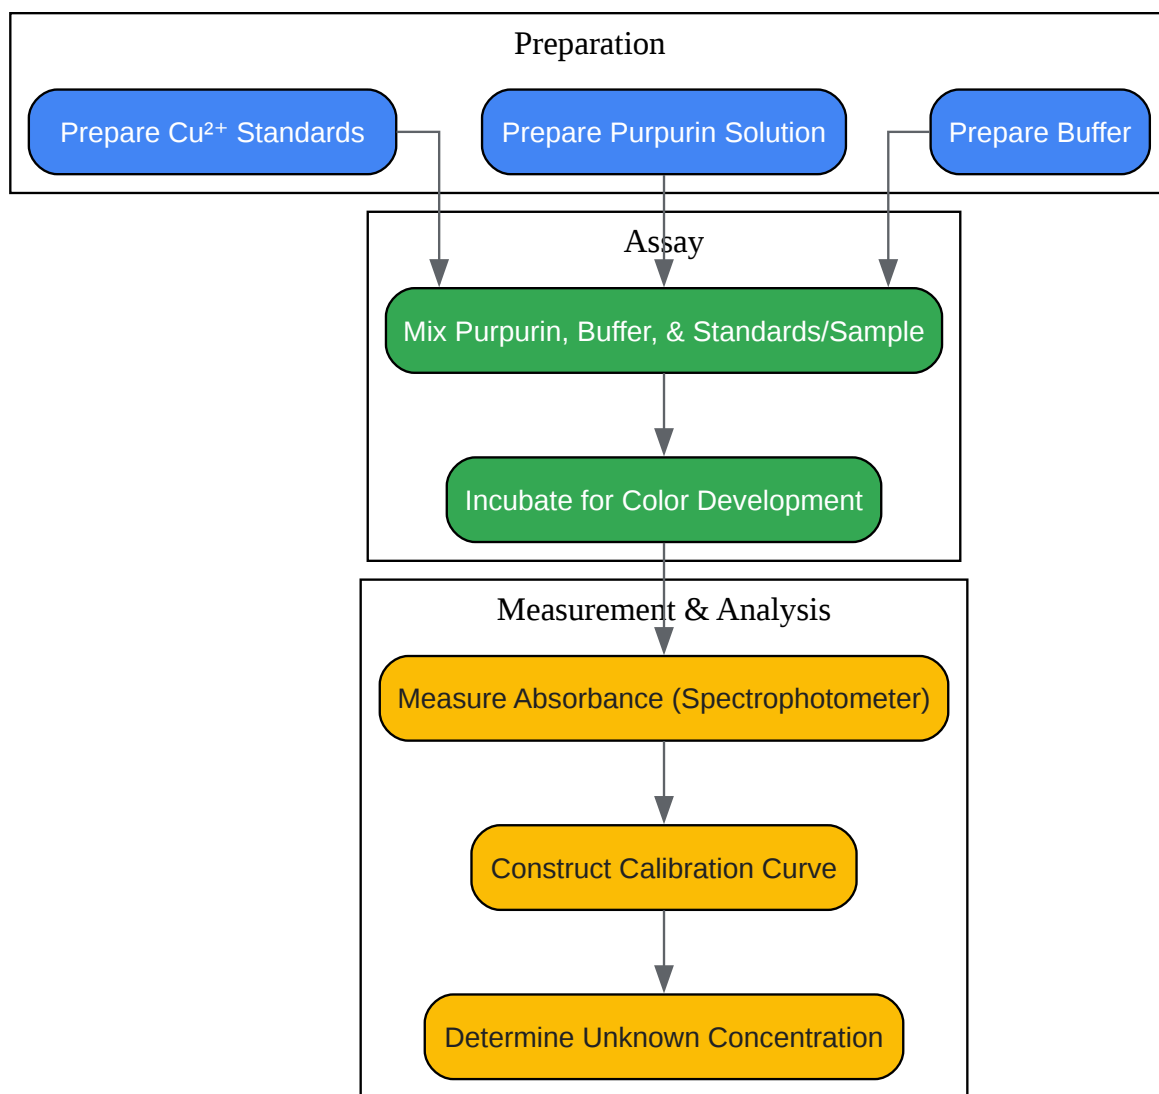 Preparation
Prepare Cu²⁺ Standards
Prepare Purpurin Solution
Prepare Buffer
Assay
Mix Purpurin, Buffer, & Standards/Sample
Incubate for Color Development
Measurement & Analysis
Measure Absorbance (Spectrophotometer)
Construct Calibration Curve
Determine Unknown Concentration